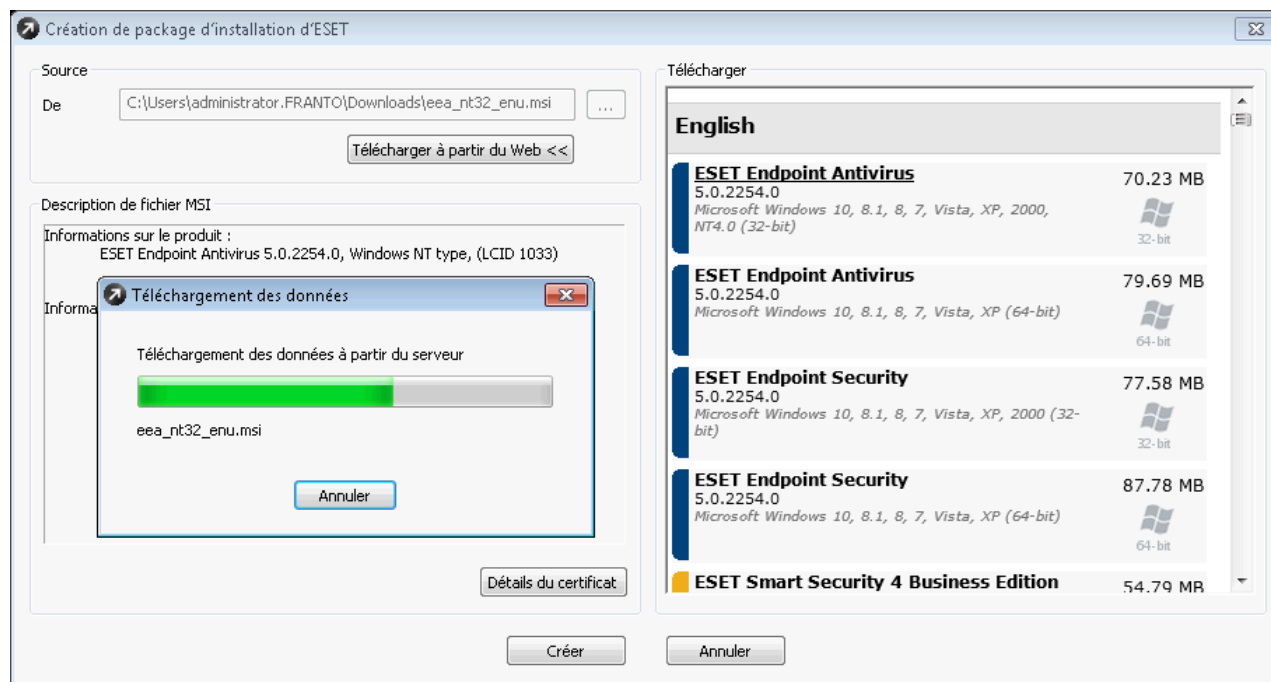 Création de package d'installation d'ESET
Source
De
C:\Users\administrator.FRANTO\Downloads\eea_nt32_enu.msi
...
Télécharger à partir du Web <<
Description de fichier MSI
Informations sur le produit :
ESET Endpoint Antivirus 5.0.2254.0, Windows NT type, (LCID 1033)
Informa
Téléchargement des données
Téléchargement des données à partir du serveur
eea_nt32_enu.msi
Annuler
Détails du certificat
Télécharger
English
ESET Endpoint Antivirus
70.23 MB
5.0.2254.0
Microsoft Windows 10, 8.1, 8, 7, Vista, XP, 2000,
NT4.0 (32-bit)
32-bit
ESET Endpoint Antivirus
79.69 MB
5.0.2254.0
Microsoft Windows 10, 8.1, 8, 7, Vista, XP (64-bit)
64-bit
ESET Endpoint Security
77.58 MB
5.0.2254.0
Microsoft Windows 10, 8.1, 8, 7, Vista, XP, 2000 (32-
bit)
32-bit
ESET Endpoint Security
87.78 MB
5.0.2254.0
Microsoft Windows 10, 8.1, 8, 7, Vista, XP (64-bit)
64-bit
ESET Smart Security 4 Business Edition
54.79 MB
Créer
Annuler